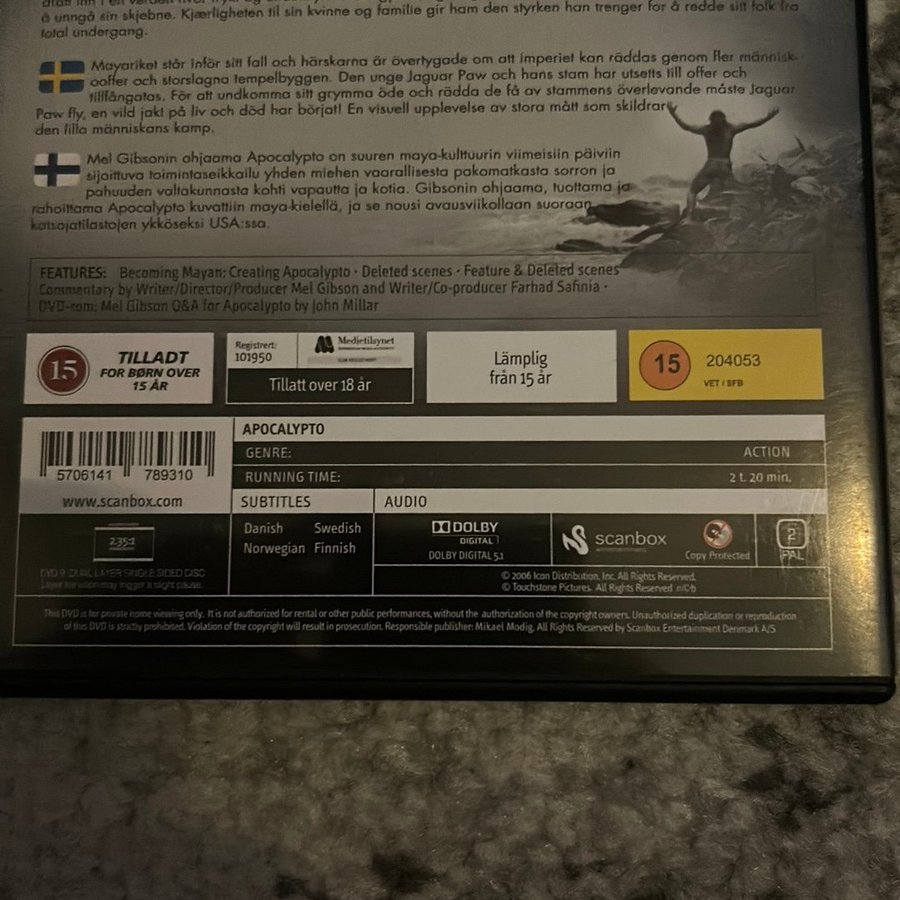 å unngå sin skjebne. Kjærligheten til sin kvinne og familie gir ham den styrken han trenger for å redde sitt folk fra
total undergang.
Mayariket står inför sitt fall och härskarna är övertygade om att imperiet kan räddas genom fler människ-
ooffer och storslagna tempelbyggen. Den unge Jaguar Paw och hans stam har utsetts till offer och
tillfångatas. För att undkomma sitt grymma öde och rädda de få av stammens överlevande måste Jaguar
Paw fly, en vild jakt på liv och död har börjat! En visuell upplevelse av stora mått som skildrar
den lilla människans kamp.
Mel Gibsonin ohjaama Apocalypto on suuren maya-kulttuurin viimeisiin päiviin
sijoittuva toimintaseikkailu yhden miehen vaarallisesta pakomatkasta sorron ja
pahuuden valtakunnasta kohti vapautta ja kotia. Gibsonin ohjaama, tuottama ja
rahoittama Apocalypto kuvattiin maya-kielellä, ja se nousi avausviikollaan suoraan
katsojatilastojen ykköseksi USA:ssa.
FEATURES: Becoming Mayan: Creating Apocalypto · Deleted scenes · Feature & Deleted scenes
Commentary by Writer/Director/Producer Mel Gibson and Writer/Co-producer Farhad Safinia ·
DVD-rom: Mel Gibson Q&A for Apocalypto by John Millar
15 TILLADT
FOR BØRN OVER
15 ÅR
Registrert:
101950
Medietilsynet
Tillatt over 18 år
Lämplig
från 15 år
15 204053
VET / SFB
5706141 789310
www.scanbox.com
APOCALYPTO
GENRE: ACTION
RUNNING TIME: 2 t. 20 min.
SUBTITLES AUDIO
Danish Swedish
Norwegian Finnish
DOLBY
DIGITAL
DOLBY DIGITAL 5.1
scanbox
entertainment
Copy Protected
2
PAL
2.35:1
DVD 9 : DUAL LAYER SINGLE SIDED DISC
Layer transition may trigger a slight pause.
© 2006 Icon Distribution, Inc. All Rights Reserved.
© Touchstone Pictures. All Rights Reserved
This DVD is for private home viewing only. It is not authorized for rental or other public performances, without the authorization of the copyright owners. Unauthorized duplication or reproduction
of this DVD is strictly prohibited. Violation of the copyright will result in prosecution. Responsible publisher: Mikael Modig. All Rights Reserved by Scanbox Entertainment Denmark A/S